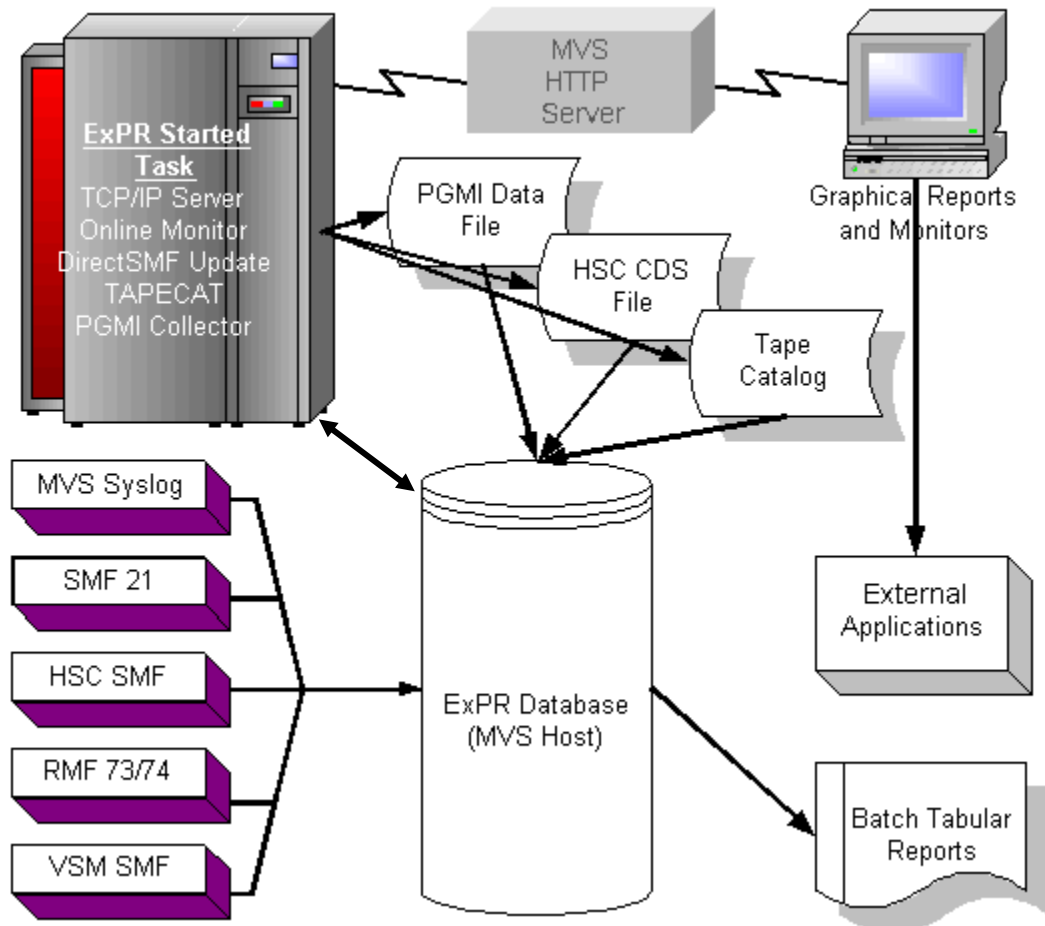 MVS
HTTP
Server
ExPR Started
Task
TCP/IP Server
Online Monitor
DirectSMF Update
TAPECAT
PGMI Collector
PGMI Data
File
HSC CDS
File
Tape
Catalog
Graphical Reports
and Monitors
MVS Syslog
SMF 21
HSC SMF
RMF 73/74
VSM SMF
ExPR Database
(MVS Host)
External
Applications
Batch Tabular
Reports